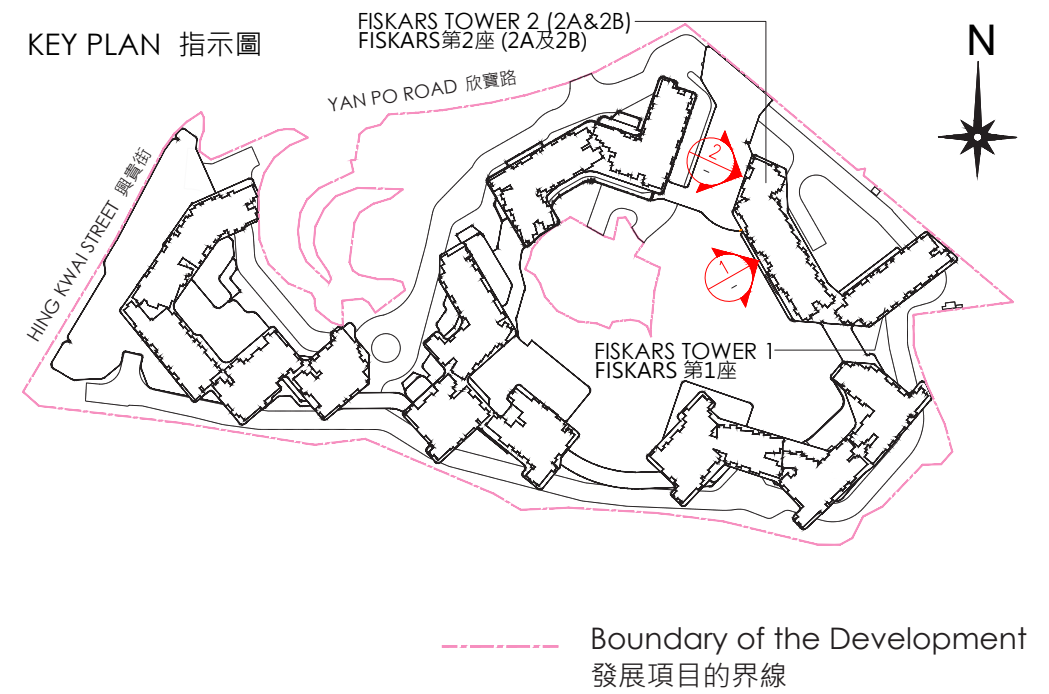 FISKARS TOWER 2 (2A&2B)
FISKARS第2座 (2A及2B)
KEY PLAN 指示圖
N
YAN PO ROAD 欣寶路
HING KWAI STREET 興貴街
2
-
1
-
FISKARS TOWER 1
FISKARS 第1座
Boundary of the Development
發展項目的界線